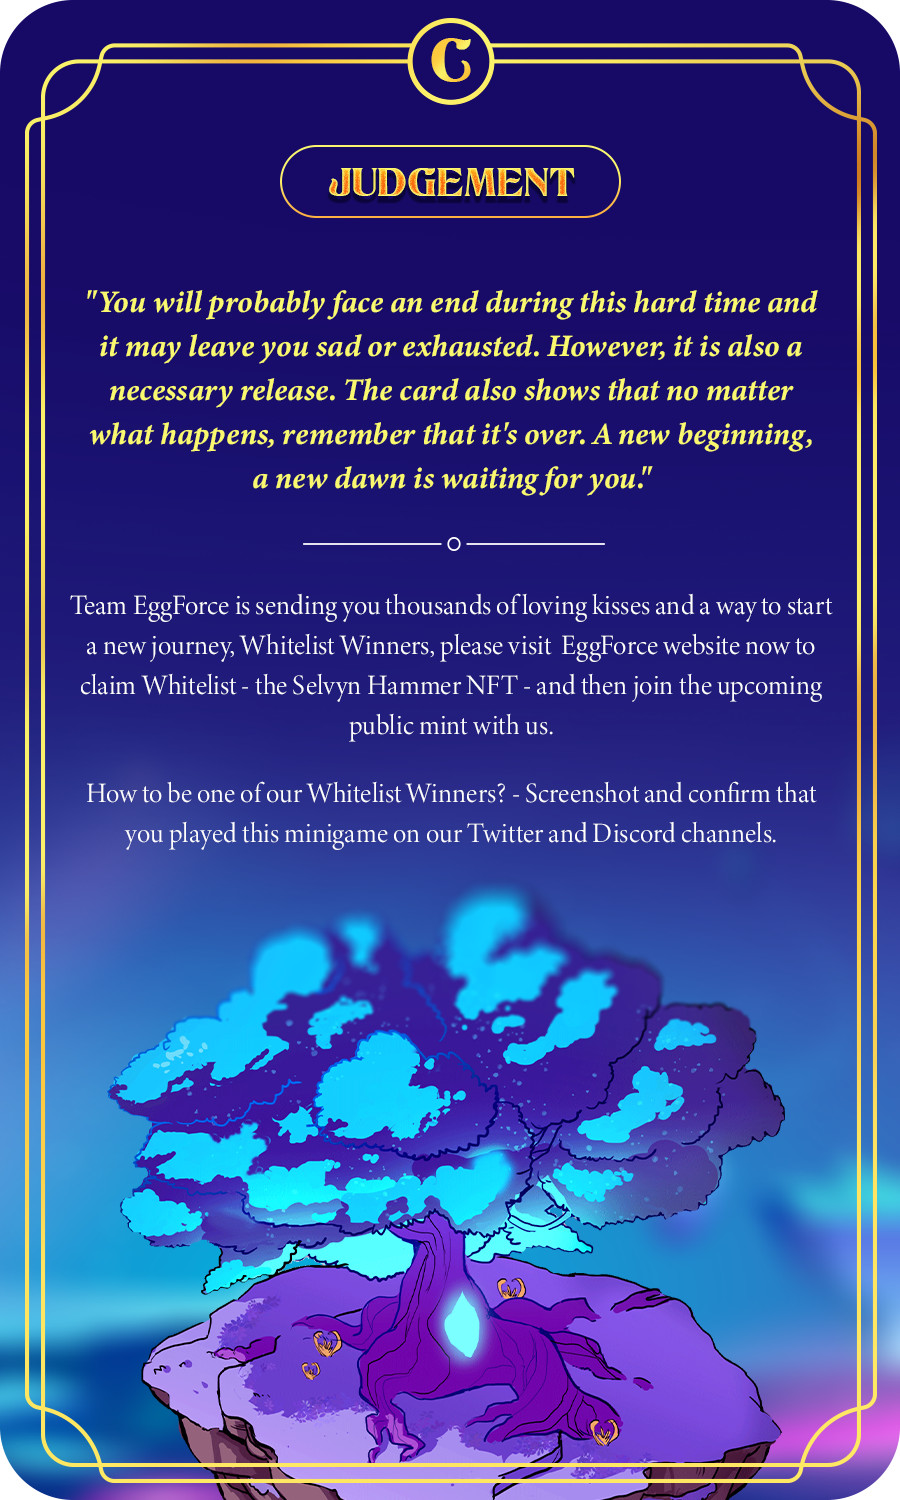 C
JUDGEMENT
"You will probably face an end during this hard time and
it may leave you sad or exhausted. However, it is also a
necessary release. The card also shows that no matter
what happens, remember that it's over. A new beginning,
a new dawn is waiting for you."
Team EggForce is sending you thousands of loving kisses and a way to start
a new journey, Whitelist Winners, please visit EggForce website now to
claim Whitelist - the Selvyn Hammer NFT - and then join the upcoming
public mint with us.
How to be one of our Whitelist Winners? - Screenshot and confirm that
you played this minigame on our Twitter and Discord channels.